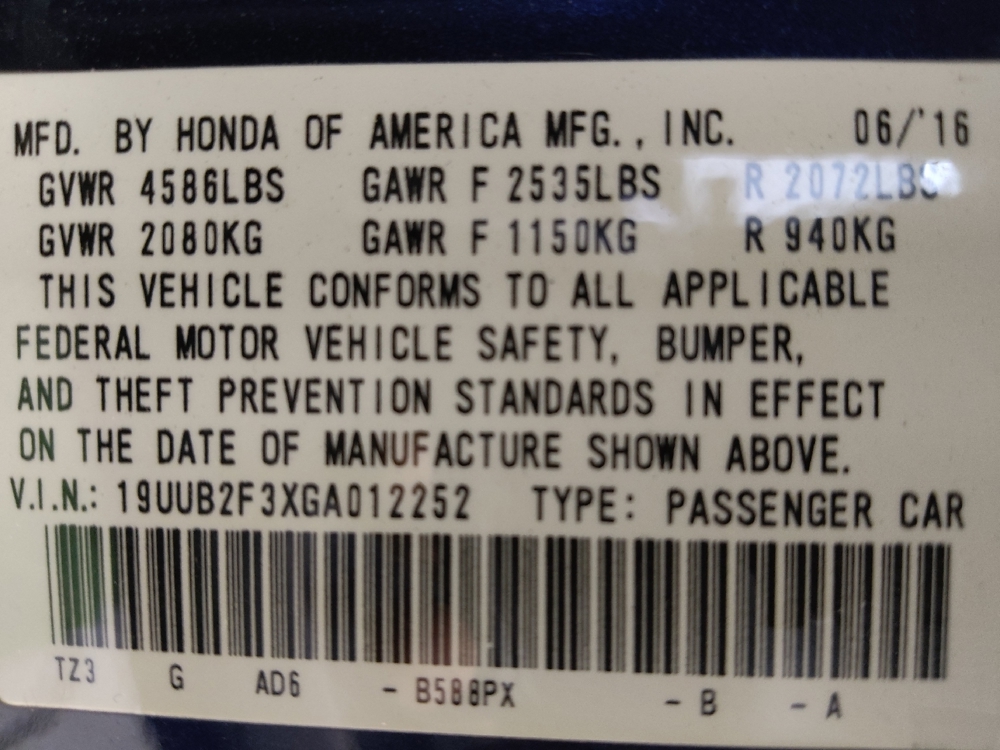 MFD. BY HONDA OF AMERICA MFG., INC. 06/'16
GVWR 4586LBS GAWR F 2535LBS R 2072LBS
GVWR 2080KG GAWR F 1150KG R 940KG
THIS VEHICLE CONFORMS TO ALL APPLICABLE
FEDERAL MOTOR VEHICLE SAFETY, BUMPER,
AND THEFT PREVENTION STANDARDS IN EFFECT
ON THE DATE OF MANUFACTURE SHOWN ABOVE.
V.I.N.: 19UUB2F3XGA012252 TYPE: PASSENGER CAR
TZ3 G AD6 - B588PX - B - A